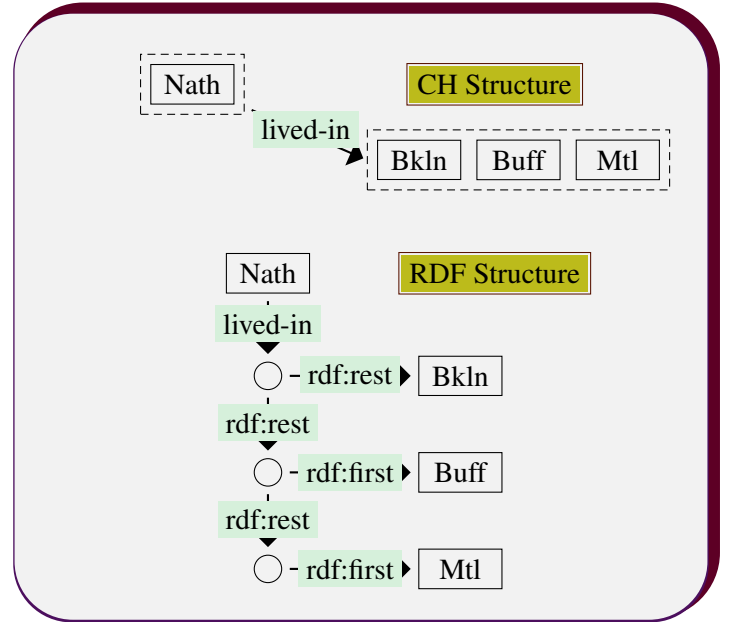 Nath
CH Structure
lived-in
Bkln Buff Mtl
Nath
RDF Structure
lived-in
rdf:rest Bkln
rdf:rest
rdf:first Buff
rdf:rest
rdf:first Mtl